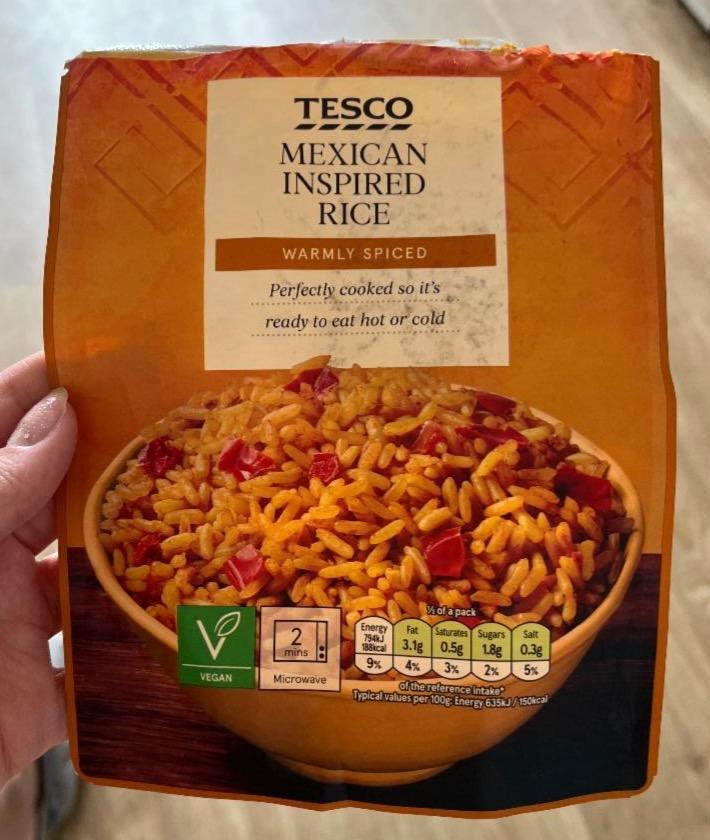 TESCO
MEXICAN
INSPIRED
RICE
WARMLY SPICED
Perfectly cooked so it's
ready to eat hot or cold
V
VEGAN
2
mins
Microwave
½ of a pack
Energy
794kJ
188kcal
9%
Fat
3.1g
4%
Saturates
0.5g
3%
Sugars
1.8g
2%
Salt
0.3g
5%
of the reference intake*
Typical values per 100g: Energy 635kJ / 150kcal